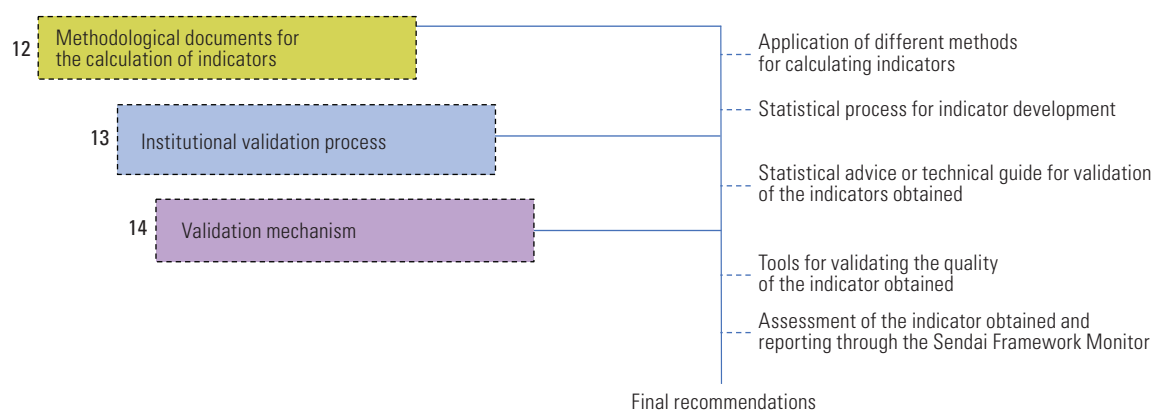 12 Methodological documents for
the calculation of indicators
13 Institutional validation process
14 Validation mechanism
Application of different methods
for calculating indicators
Statistical process for indicator development
Statistical advice or technical guide for validation
of the indicators obtained
Tools for validating the quality
of the indicator obtained
Assessment of the indicator obtained and
reporting through the Sendai Framework Monitor
Final recommendations